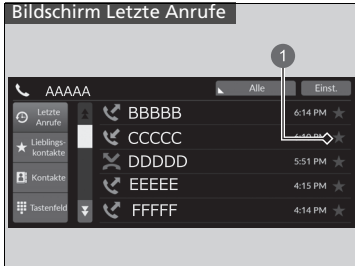 Bildschirm Letzte Anrufe
1
AAAAA
Alle
Einst.
Letzte
Anrufe
Lieblings-
kontakte
Kontakte
Tastenfeld
BBBBB
6:14 PM
CCCCC
DDDDD
5:51 PM
EEEEE
4:15 PM
FFFFF
4:14 PM